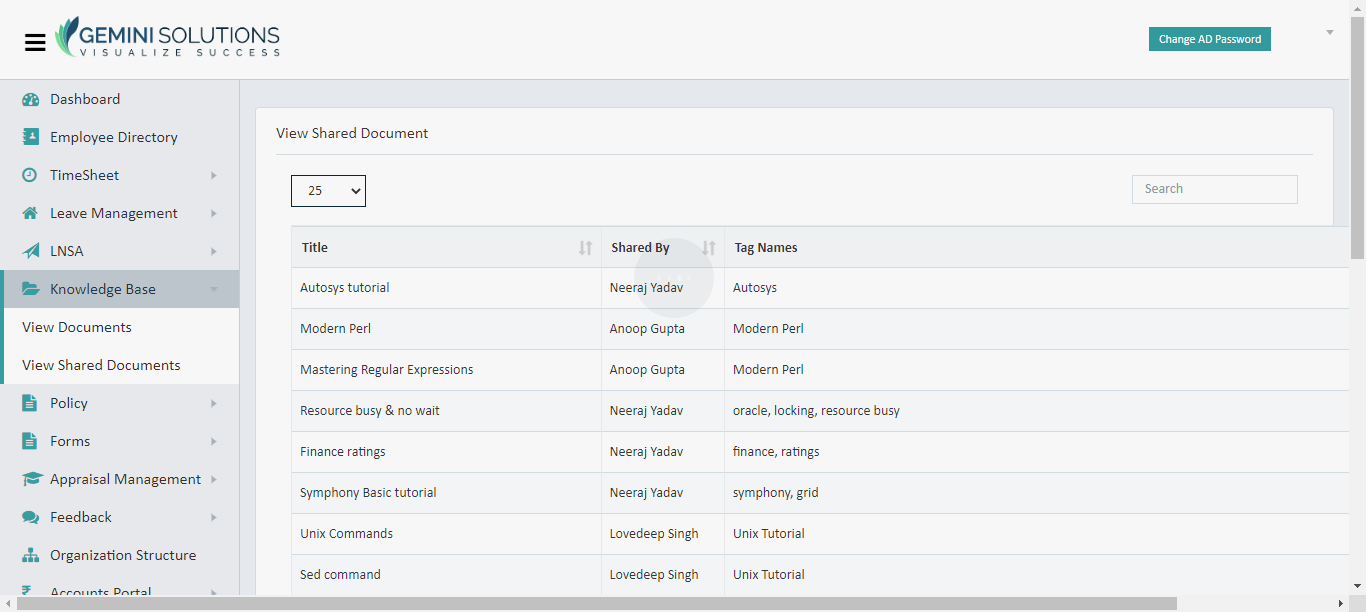 GEMINI SOLUTIONS
VISUALIZE SUCCESS
Change AD Password
Dashboard
Employee Directory
TimeSheet
Leave Management
LNSA
Knowledge Base
View Documents
View Shared Documents
Policy
Forms
Appraisal Management
Feedback
Organization Structure
Accounts Portal
View Shared Document
25
Search
Title Shared By Tag Names
Autosys tutorial Neeraj Yadav Autosys
Modern Perl Anoop Gupta Modern Perl
Mastering Regular Expressions Anoop Gupta Modern Perl
Resource busy & no wait Neeraj Yadav oracle, locking, resource busy
Finance ratings Neeraj Yadav finance, ratings
Symphony Basic tutorial Neeraj Yadav symphony, grid
Unix Commands Lovedeep Singh Unix Tutorial
Sed command Lovedeep Singh Unix Tutorial